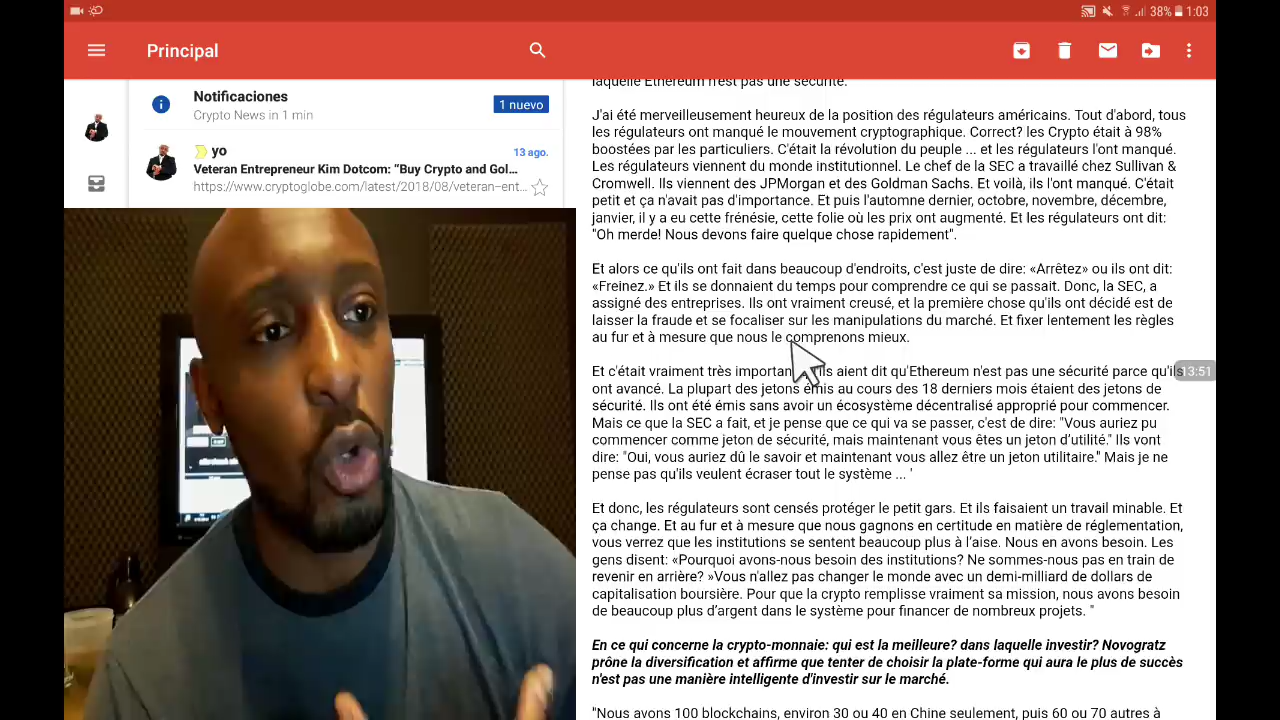 38% 1:03
Principal
Notificaciones
Crypto News in 1 min
1 nuevo
yo
13 ago.
Veteran Entrepreneur Kim Dotcom: “Buy Crypto and Gol...
https://www.cryptoglobe.com/latest/2018/08/veteran–ent...
laquelle Ethereum n'est pas une sécurité.
J'ai été merveilleusement heureux de la position des régulateurs américains. Tout d'abord, tous
les régulateurs ont manqué le mouvement cryptographique. Correct? les Crypto était à 98%
boostées par les particuliers. C'était la révolution du peuple ... et les régulateurs l'ont manqué.
Les régulateurs viennent du monde institutionnel. Le chef de la SEC a travaillé chez Sullivan &
Cromwell. Ils viennent des JPMorgan et des Goldman Sachs. Et voilà, ils l'ont manqué. C'était
petit et ça n'avait pas d'importance. Et puis l'automne dernier, octobre, novembre, décembre,
janvier, il y a eu cette frénésie, cette folie où les prix ont augmenté. Et les régulateurs ont dit:
"Oh merde! Nous devons faire quelque chose rapidement".
Et alors ce qu'ils ont fait dans beaucoup d'endroits, c'est juste de dire: «Arrêtez» ou ils ont dit:
«Freinez.» Et ils se donnaient du temps pour comprendre ce qui se passait. Donc, la SEC, a
assigné des entreprises. Ils ont vraiment creusé, et la première chose qu'ils ont décidé est de
laisser la fraude et se focaliser sur les manipulations du marché. Et fixer lentement les règles
au fur et à mesure que nous le comprenons mieux.
Et c'était vraiment très important ils aient dit qu'Ethereum n'est pas une sécurité parce qu'ils
13:51
ont avancé. La plupart des jetons émis au cours des 18 derniers mois étaient des jetons de
sécurité. Ils ont été émis sans avoir un écosystème décentralisé approprié pour commencer.
Mais ce que la SEC a fait, et je pense que ce qui va se passer, c'est de dire: "Vous auriez pu
commencer comme jeton de sécurité, mais maintenant vous êtes un jeton d’utilité." Ils vont
dire: "Oui, vous auriez dû le savoir et maintenant vous allez être un jeton utilitaire." Mais je ne
pense pas qu'ils veulent écraser tout le système ... '
Et donc, les régulateurs sont censés protéger le petit gars. Et ils faisaient un travail minable. Et
ça change. Et au fur et à mesure que nous gagnons en certitude en matière de réglementation,
vous verrez que les institutions se sentent beaucoup plus à l’aise. Nous en avons besoin. Les
gens disent: «Pourquoi avons-nous besoin des institutions? Ne sommes-nous pas en train de
revenir en arrière? »Vous n'allez pas changer le monde avec un demi-milliard de dollars de
capitalisation boursière. Pour que la crypto remplisse vraiment sa mission, nous avons besoin
de beaucoup plus d’argent dans le système pour financer de nombreux projets. "
En ce qui concerne la crypto-monnaie: qui est la meilleure? dans laquelle investir? Novogratz
prône la diversification et affirme que tenter de choisir la plate-forme qui aura le plus de succès
n'est pas une manière intelligente d'investir sur le marché.
"Nous avons 100 blockchains, environ 30 ou 40 en Chine seulement, puis 60 ou 70 autres à